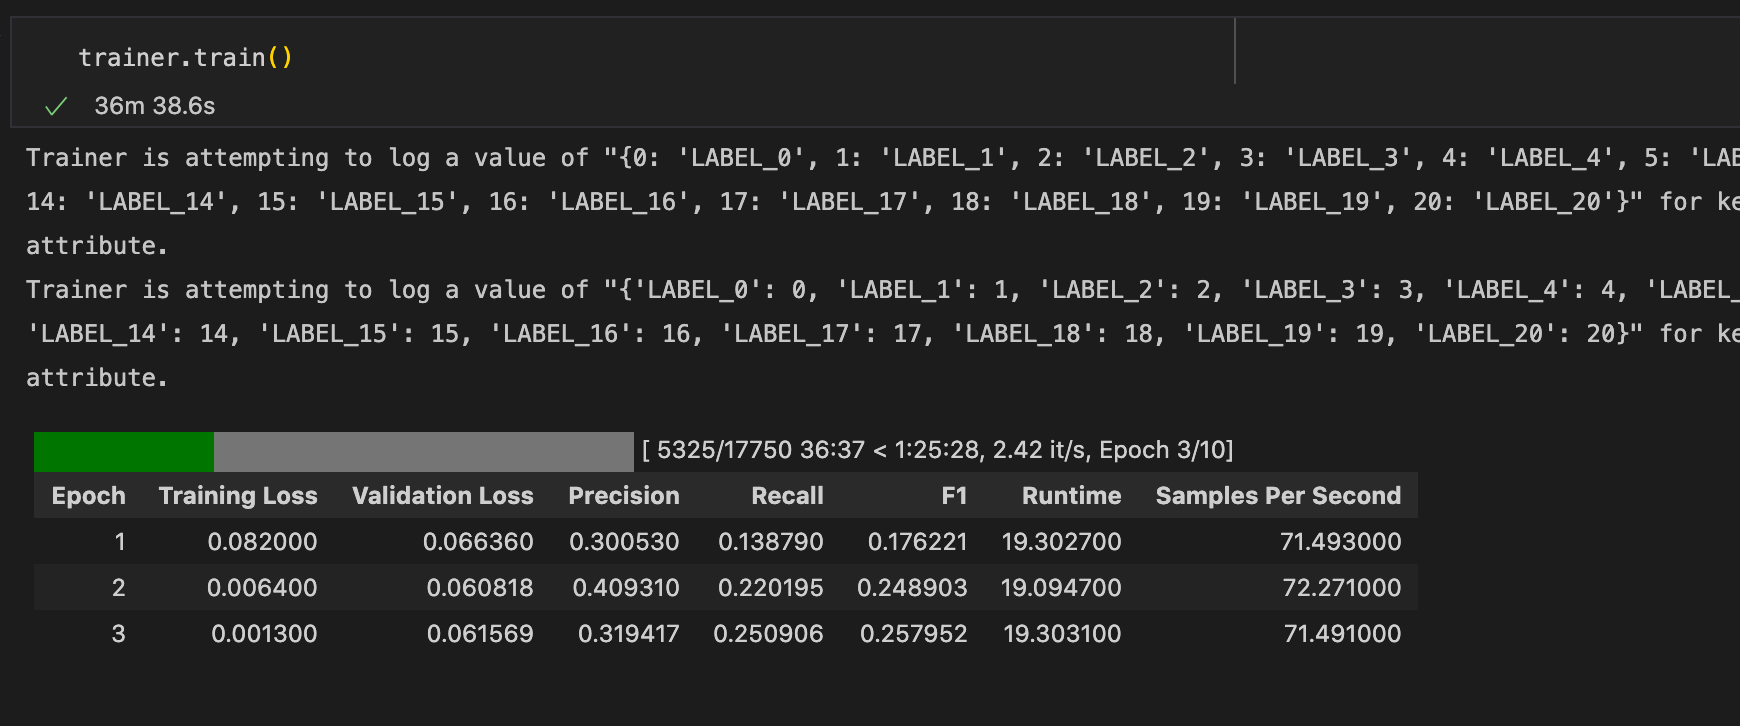 trainer.train()
36m 38.6s
Trainer is attempting to log a value of "{0: 'LABEL_0', 1: 'LABEL_1', 2: 'LABEL_2', 3: 'LABEL_3', 4: 'LABEL_4', 5: 'LAB
14: 'LABEL_14', 15: 'LABEL_15', 16: 'LABEL_16', 17: 'LABEL_17', 18: 'LABEL_18', 19: 'LABEL_19', 20: 'LABEL_20'}" for ke
attribute.
Trainer is attempting to log a value of "{'LABEL_0': 0, 'LABEL_1': 1, 'LABEL_2': 2, 'LABEL_3': 3, 'LABEL_4': 4, 'LABEL_
'LABEL_14': 14, 'LABEL_15': 15, 'LABEL_16': 16, 'LABEL_17': 17, 'LABEL_18': 18, 'LABEL_19': 19, 'LABEL_20': 20}" for ke
attribute.
[ 5325/17750 36:37 < 1:25:28, 2.42 it/s, Epoch 3/10]
Epoch Training Loss Validation Loss Precision Recall F1 Runtime Samples Per Second
1 0.082000 0.066360 0.300530 0.138790 0.176221 19.302700 71.493000
2 0.006400 0.060818 0.409310 0.220195 0.248903 19.094700 72.271000
3 0.001300 0.061569 0.319417 0.250906 0.257952 19.303100 71.491000